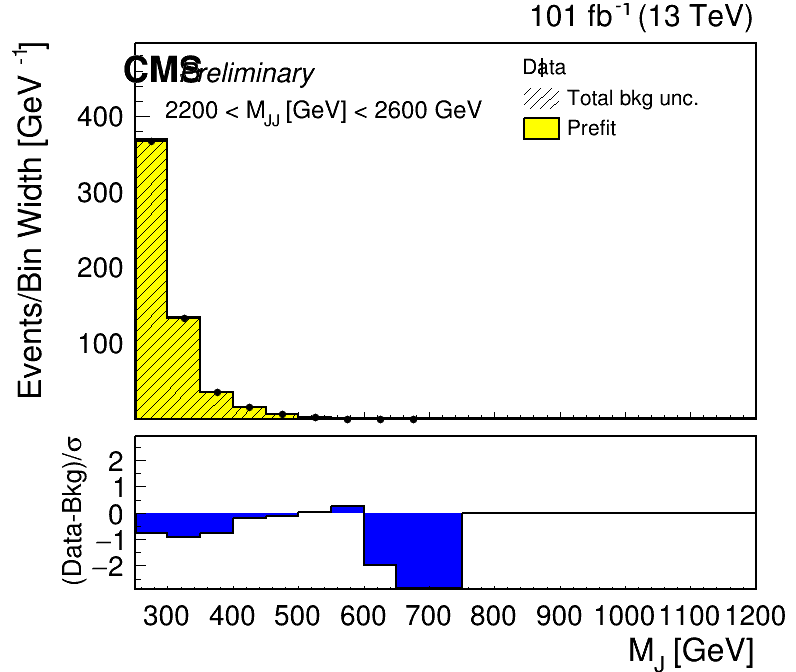 101 fb⁻¹ (13 TeV)
CMS Preliminary
2200 < M_JJ [GeV] < 2600 GeV
Data
Total bkg unc.
Prefit
Events/Bin Width [GeV⁻¹]
400
300
200
100
(Data-Bkg)/σ
2
1
0
−1
−2
300 400 500 600 700 800 900 1000 1100 1200
M_J [GeV]